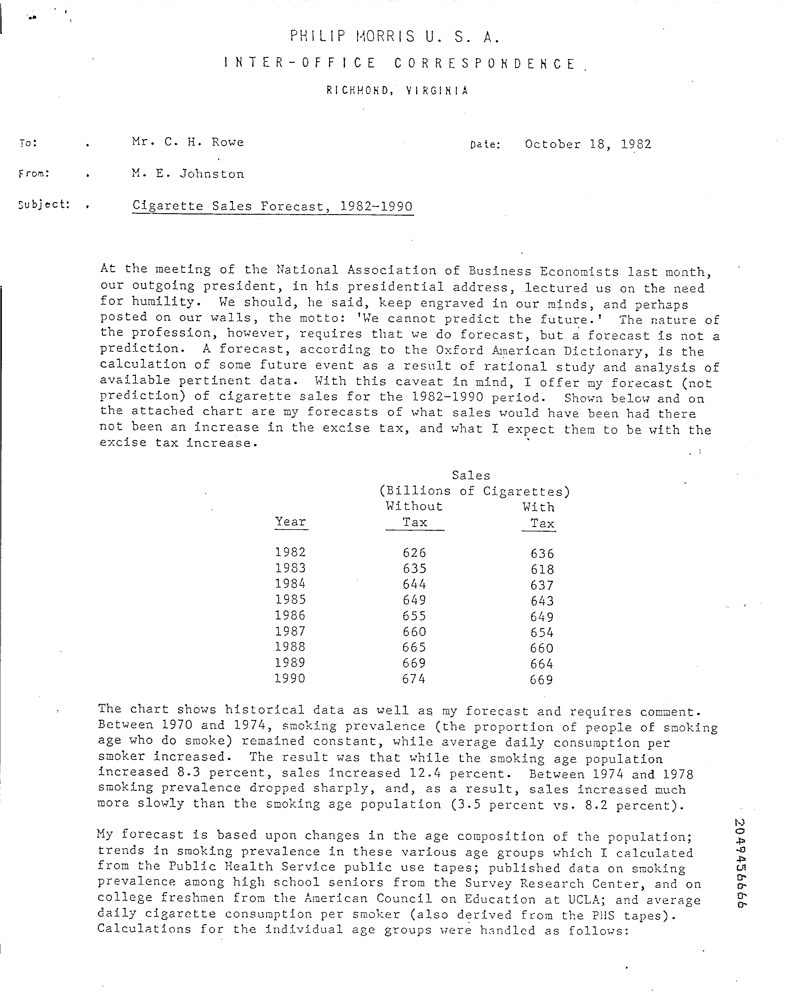 PHILIP MORRIS U. S. A.
INTER-OFFICE CORRESPONDENCE
RICHMOND, VIRGINIA
To: . Mr. C. H. Rowe Date: October 18, 1982
From: . M. E. Johnston
Subject: . Cigarette Sales Forecast, 1982-1990
At the meeting of the National Association of Business Economists last month,
our outgoing president, in his presidential address, lectured us on the need
for humility. We should, he said, keep engraved in our minds, and perhaps
posted on our walls, the motto: 'We cannot predict the future.' The nature of
the profession, however, requires that we do forecast, but a forecast is not a
prediction. A forecast, according to the Oxford American Dictionary, is the
calculation of some future event as a result of rational study and analysis of
available pertinent data. With this caveat in mind, I offer my forecast (not
prediction) of cigarette sales for the 1982-1990 period. Shown below and on
the attached chart are my forecasts of what sales would have been had there
not been an increase in the excise tax, and what I expect them to be with the
excise tax increase.
Sales
(Billions of Cigarettes)
Without With
Year Tax Tax
1982 626 636
1983 635 618
1984 644 637
1985 649 643
1986 655 649
1987 660 654
1988 665 660
1989 669 664
1990 674 669
The chart shows historical data as well as my forecast and requires comment.
Between 1970 and 1974, smoking prevalence (the proportion of people of smoking
age who do smoke) remained constant, while average daily consumption per
smoker increased. The result was that while the smoking age population
increased 8.3 percent, sales increased 12.4 percent. Between 1974 and 1978
smoking prevalence dropped sharply, and, as a result, sales increased much
more slowly than the smoking age population (3.5 percent vs. 8.2 percent).
My forecast is based upon changes in the age composition of the population;
trends in smoking prevalence in these various age groups which I calculated
from the Public Health Service public use tapes; published data on smoking
prevalence among high school seniors from the Survey Research Center, and on
college freshmen from the American Council on Education at UCLA; and average
daily cigarette consumption per smoker (also derived from the PHS tapes).
Calculations for the individual age groups were handled as follows:
2049455666